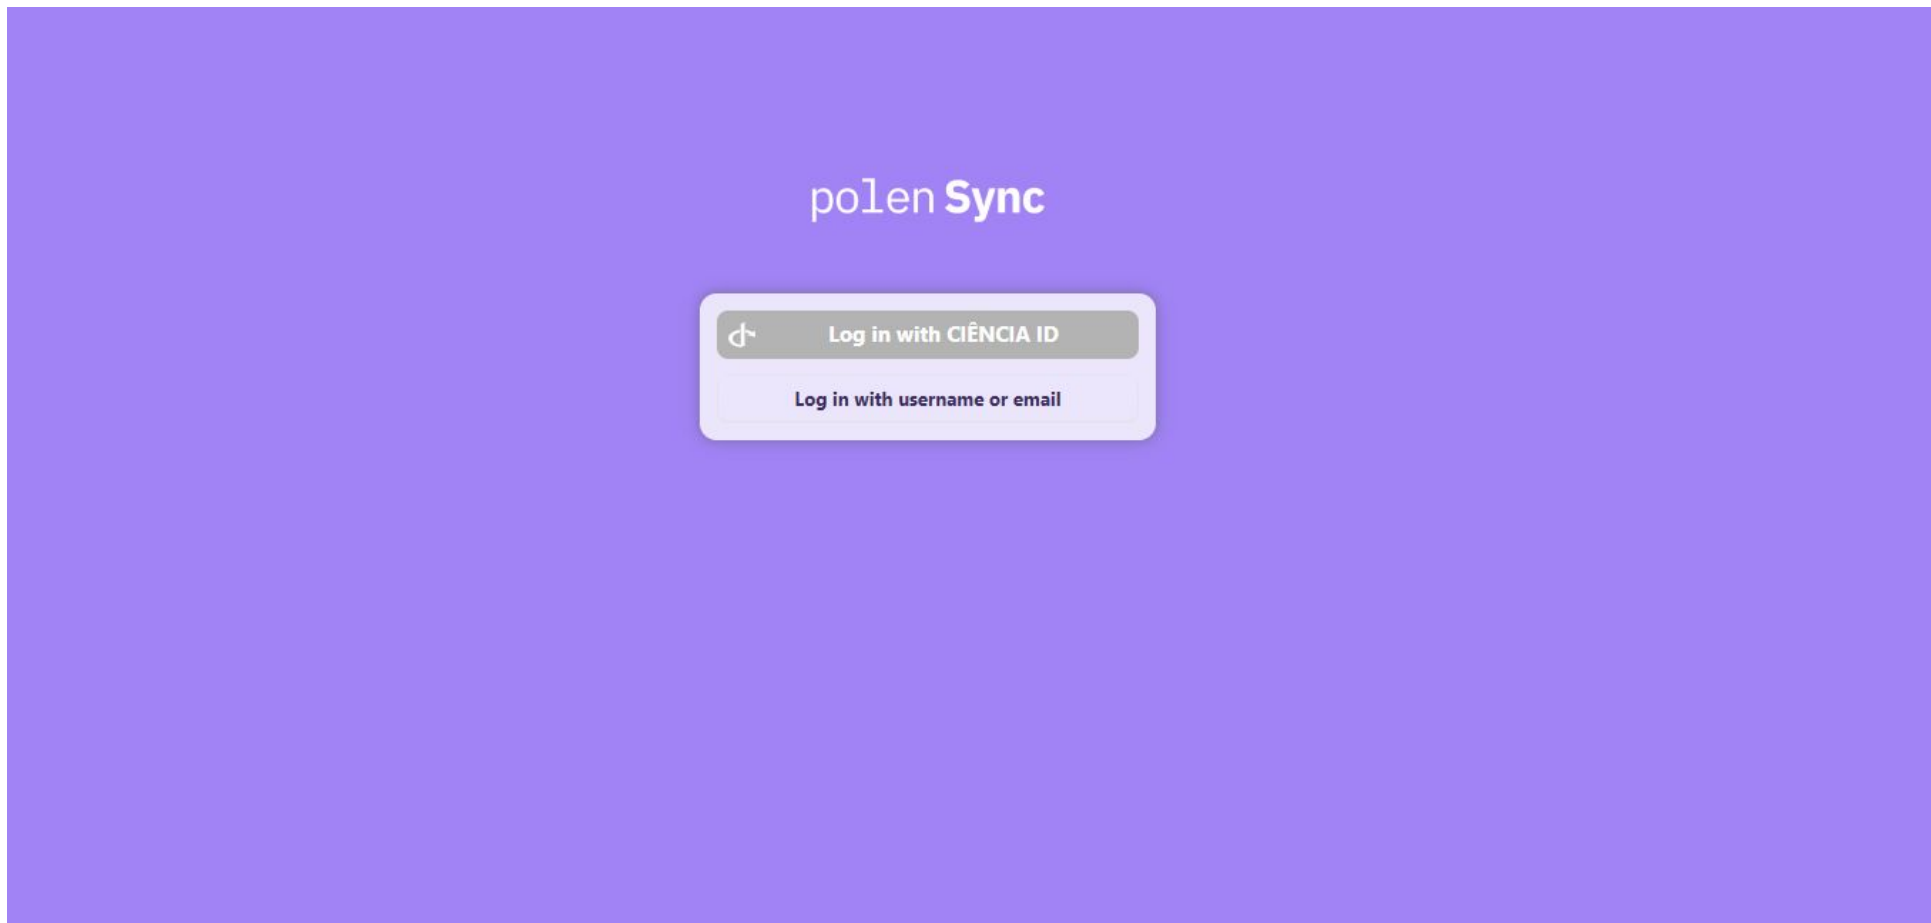 polen Sync
Log in with CIÊNCIA ID
Log in with username or email